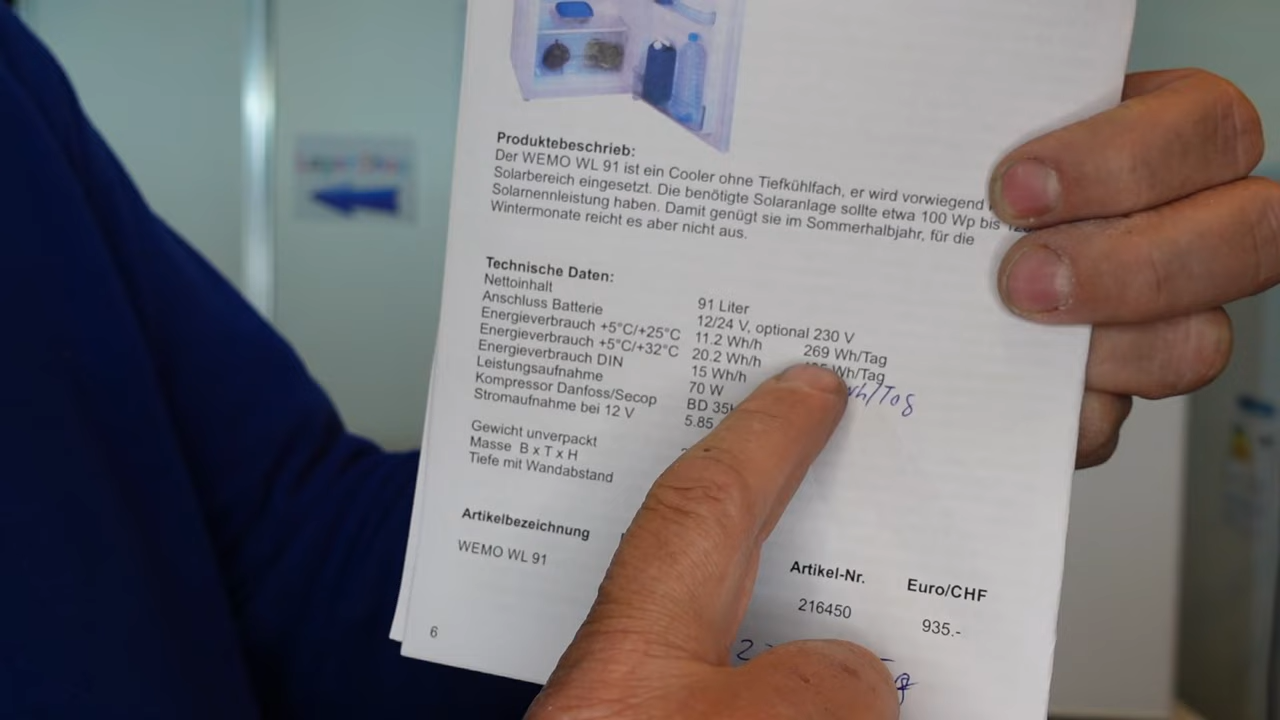 Produktebeschrieb:
Der WEMO WL 91 ist ein Cooler ohne Tiefkühlfach, er wird vorwiegend
Solarbereich eingesetzt. Die benötigte Solaranlage sollte etwa 100 Wp bis
Solarnennleistung haben. Damit genügt sie im Sommerhalbjahr, für die
Wintermonate reicht es aber nicht aus.
Technische Daten:
Nettoinhalt 91 Liter
Anschluss Batterie 12/24 V, optional 230 V
Energieverbrauch +5°C/+25°C 11.2 Wh/h 269 Wh/Tag
Energieverbrauch +5°C/+32°C 20.2 Wh/h Wh/Tag
Energieverbrauch DIN 15 Wh/h Wh/Tag
Leistungsaufnahme 70 W
Kompressor Danfoss/Secop BD
Stromaufnahme bei 12 V 5.85
Gewicht unverpackt
Masse B x T x H
Tiefe mit Wandabstand
Artikelbezeichnung Artikel-Nr. Euro/CHF
WEMO WL 91 216450 935.-
6